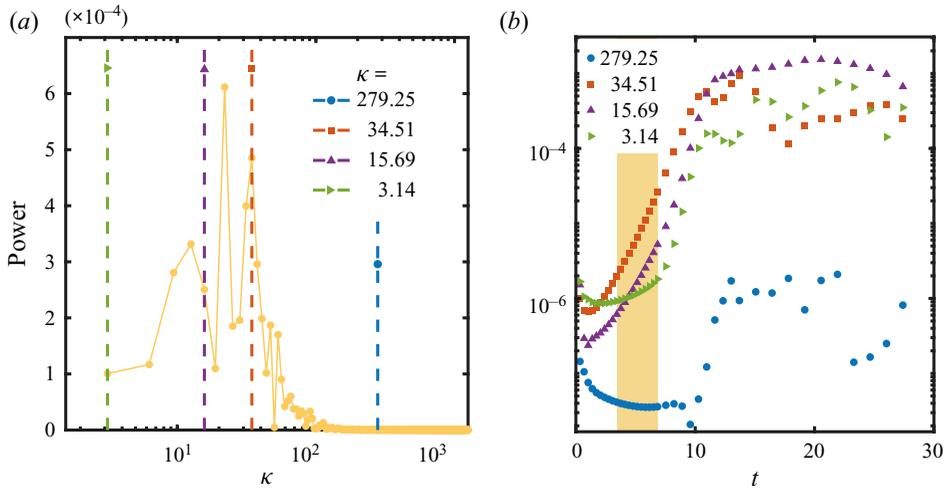 (a) (×10⁻⁴)
Power
6
5
4
3
2
1
0
κ =
279.25
34.51
15.69
3.14
10¹ 10² 10³
κ
(b)
279.25
34.51
15.69
3.14
10⁻⁴
10⁻⁶
0 10 20 30
t